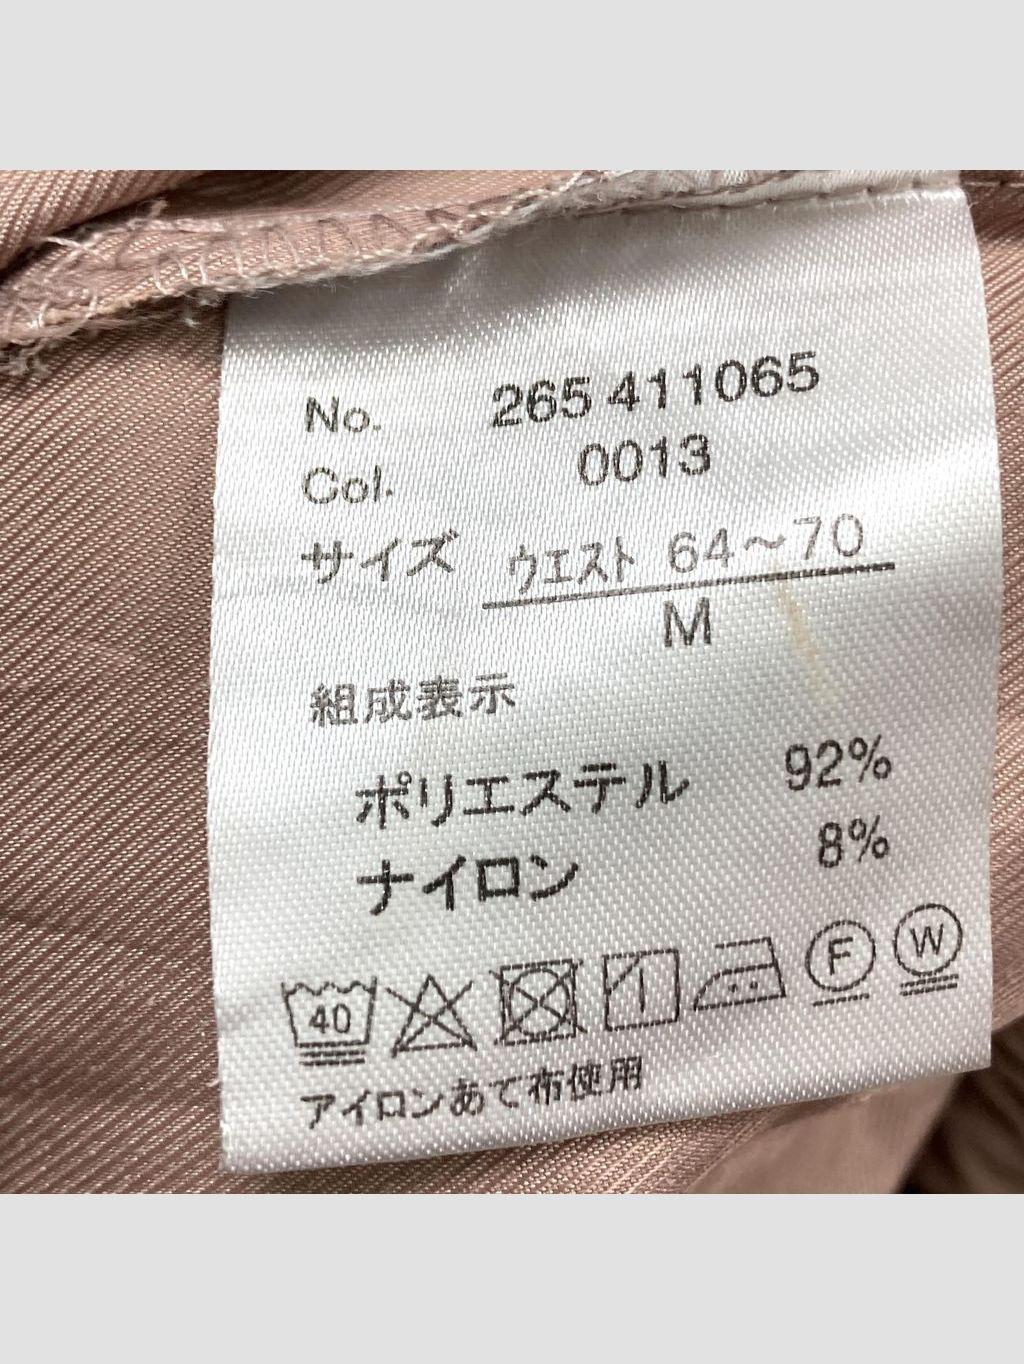 No. 265 411065
Col. 0013
サイズ ウエスト 64～70
M
組成表示
ポリエステル 92%
ナイロン 8%
40 F W
アイロンあて布使用